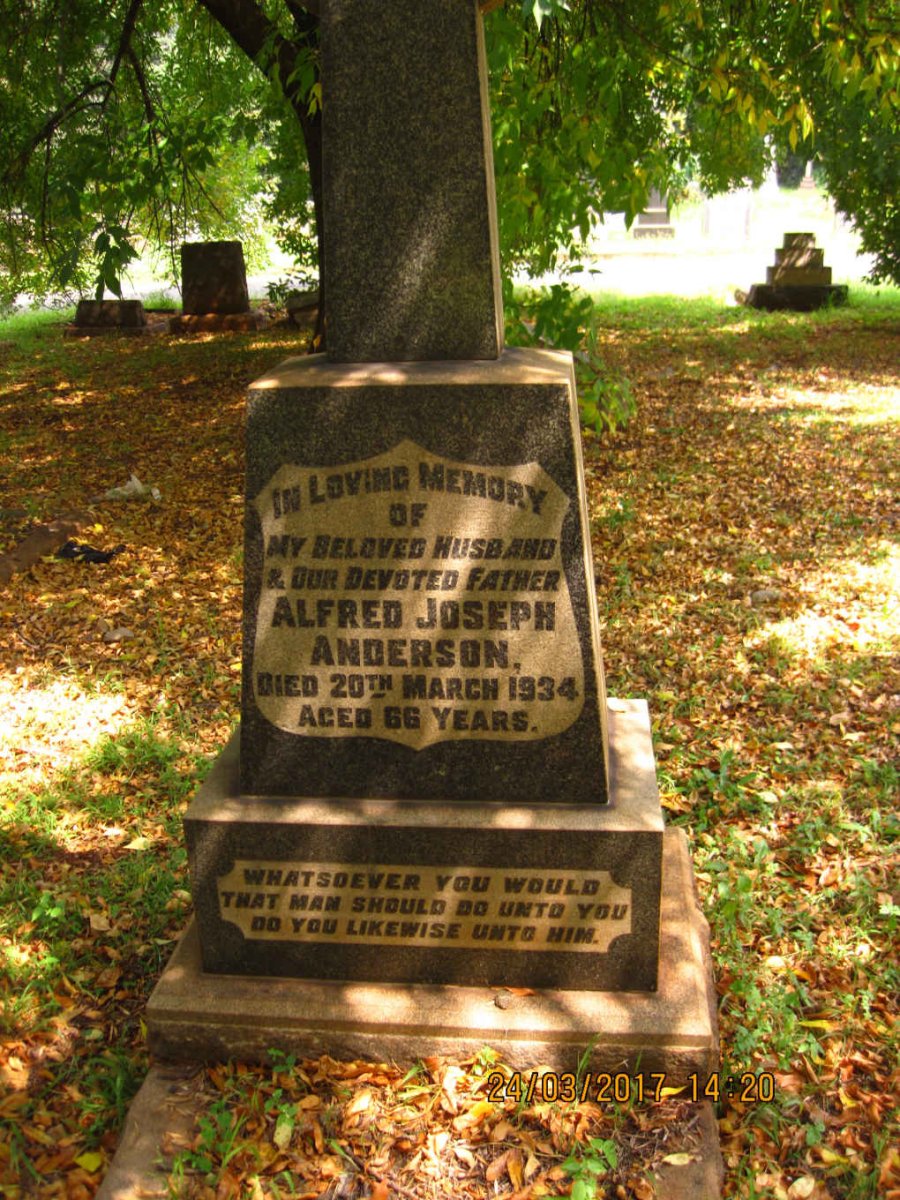 IN LOVING MEMORY
OF
MY BELOVED HUSBAND
& OUR DEVOTED FATHER
ALFRED JOSEPH
ANDERSON,
DIED 20TH MARCH 1934
AGED 66 YEARS.
WHATSOEVER YOU WOULD
THAT MAN SHOULD DO UNTO YOU
DO YOU LIKEWISE UNTO HIM.
24/03/2017 14:20